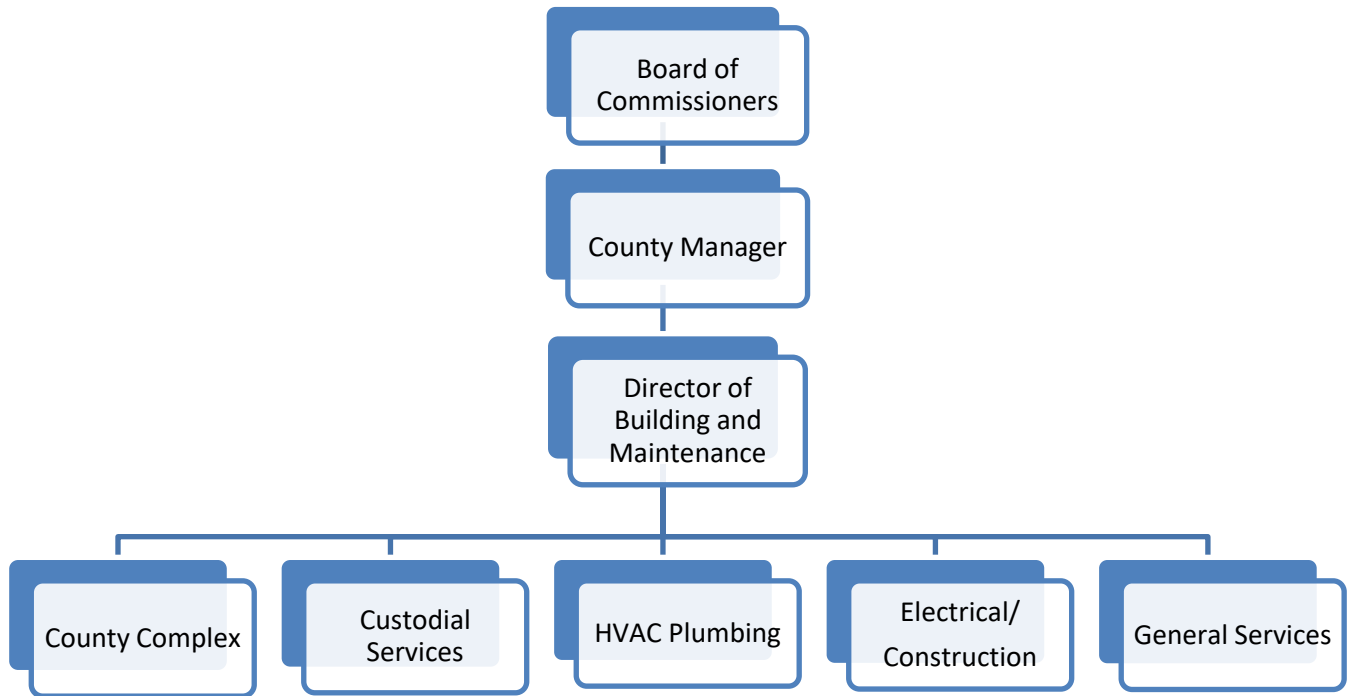 Board of
Commissioners
County Manager
Director of
Building and
Maintenance
County Complex
Custodial
Services
HVAC Plumbing
Electrical/
Construction
General Services